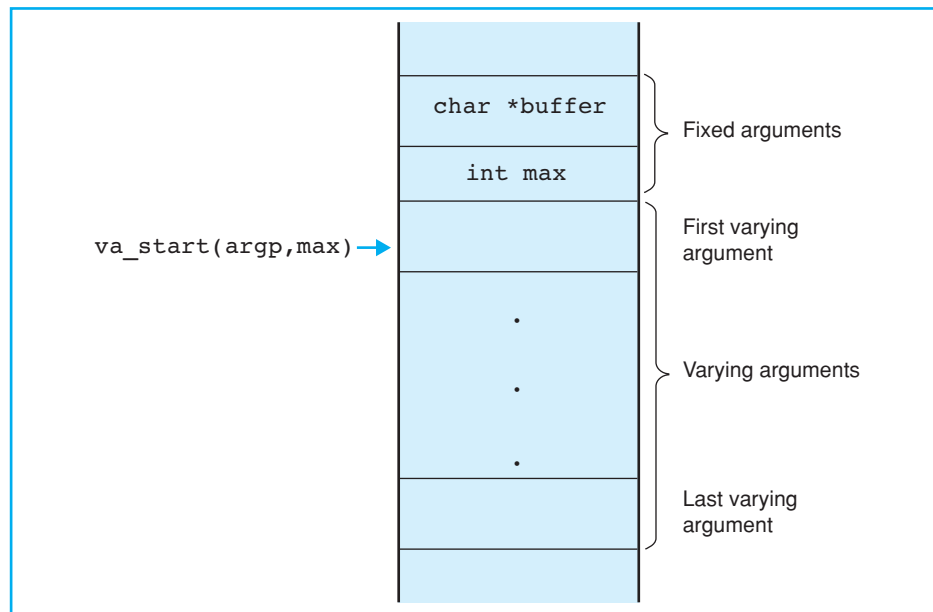 char *buffer
Fixed arguments
int max
va_start(argp,max)
First varying
argument
.
.
.
Varying arguments
Last varying
argument